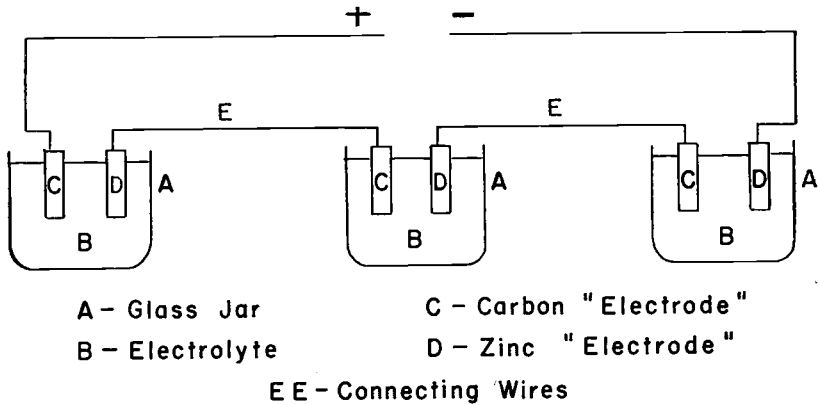 + −
E E
C D A C D A C D A
B B B
A – Glass Jar
C – Carbon "Electrode"
B – Electrolyte
D – Zinc "Electrode"
E E – Connecting Wires